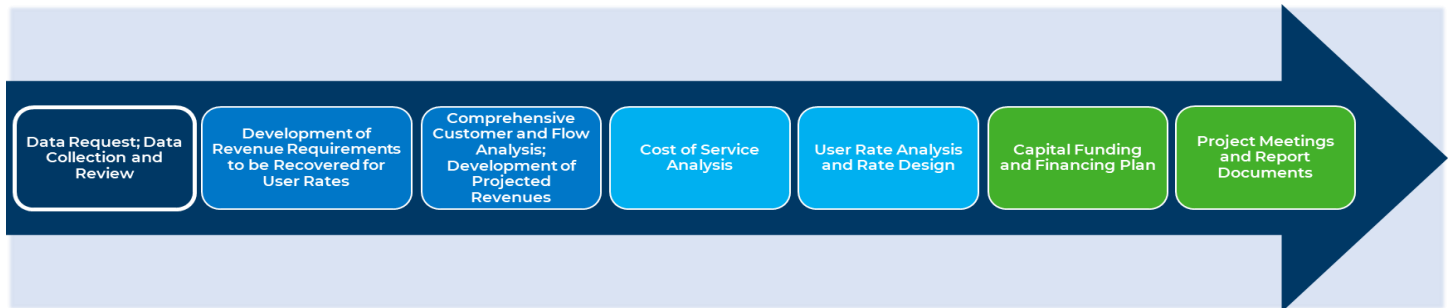 Data Request; Data
Collection and
Review
Development of
Revenue Requirements
to be Recovered for
User Rates
Comprehensive
Customer and Flow
Analysis;
Development of
Projected
Revenues
Cost of Service
Analysis
User Rate Analysis
and Rate Design
Capital Funding
and Financing Plan
Project Meetings
and Report
Documents